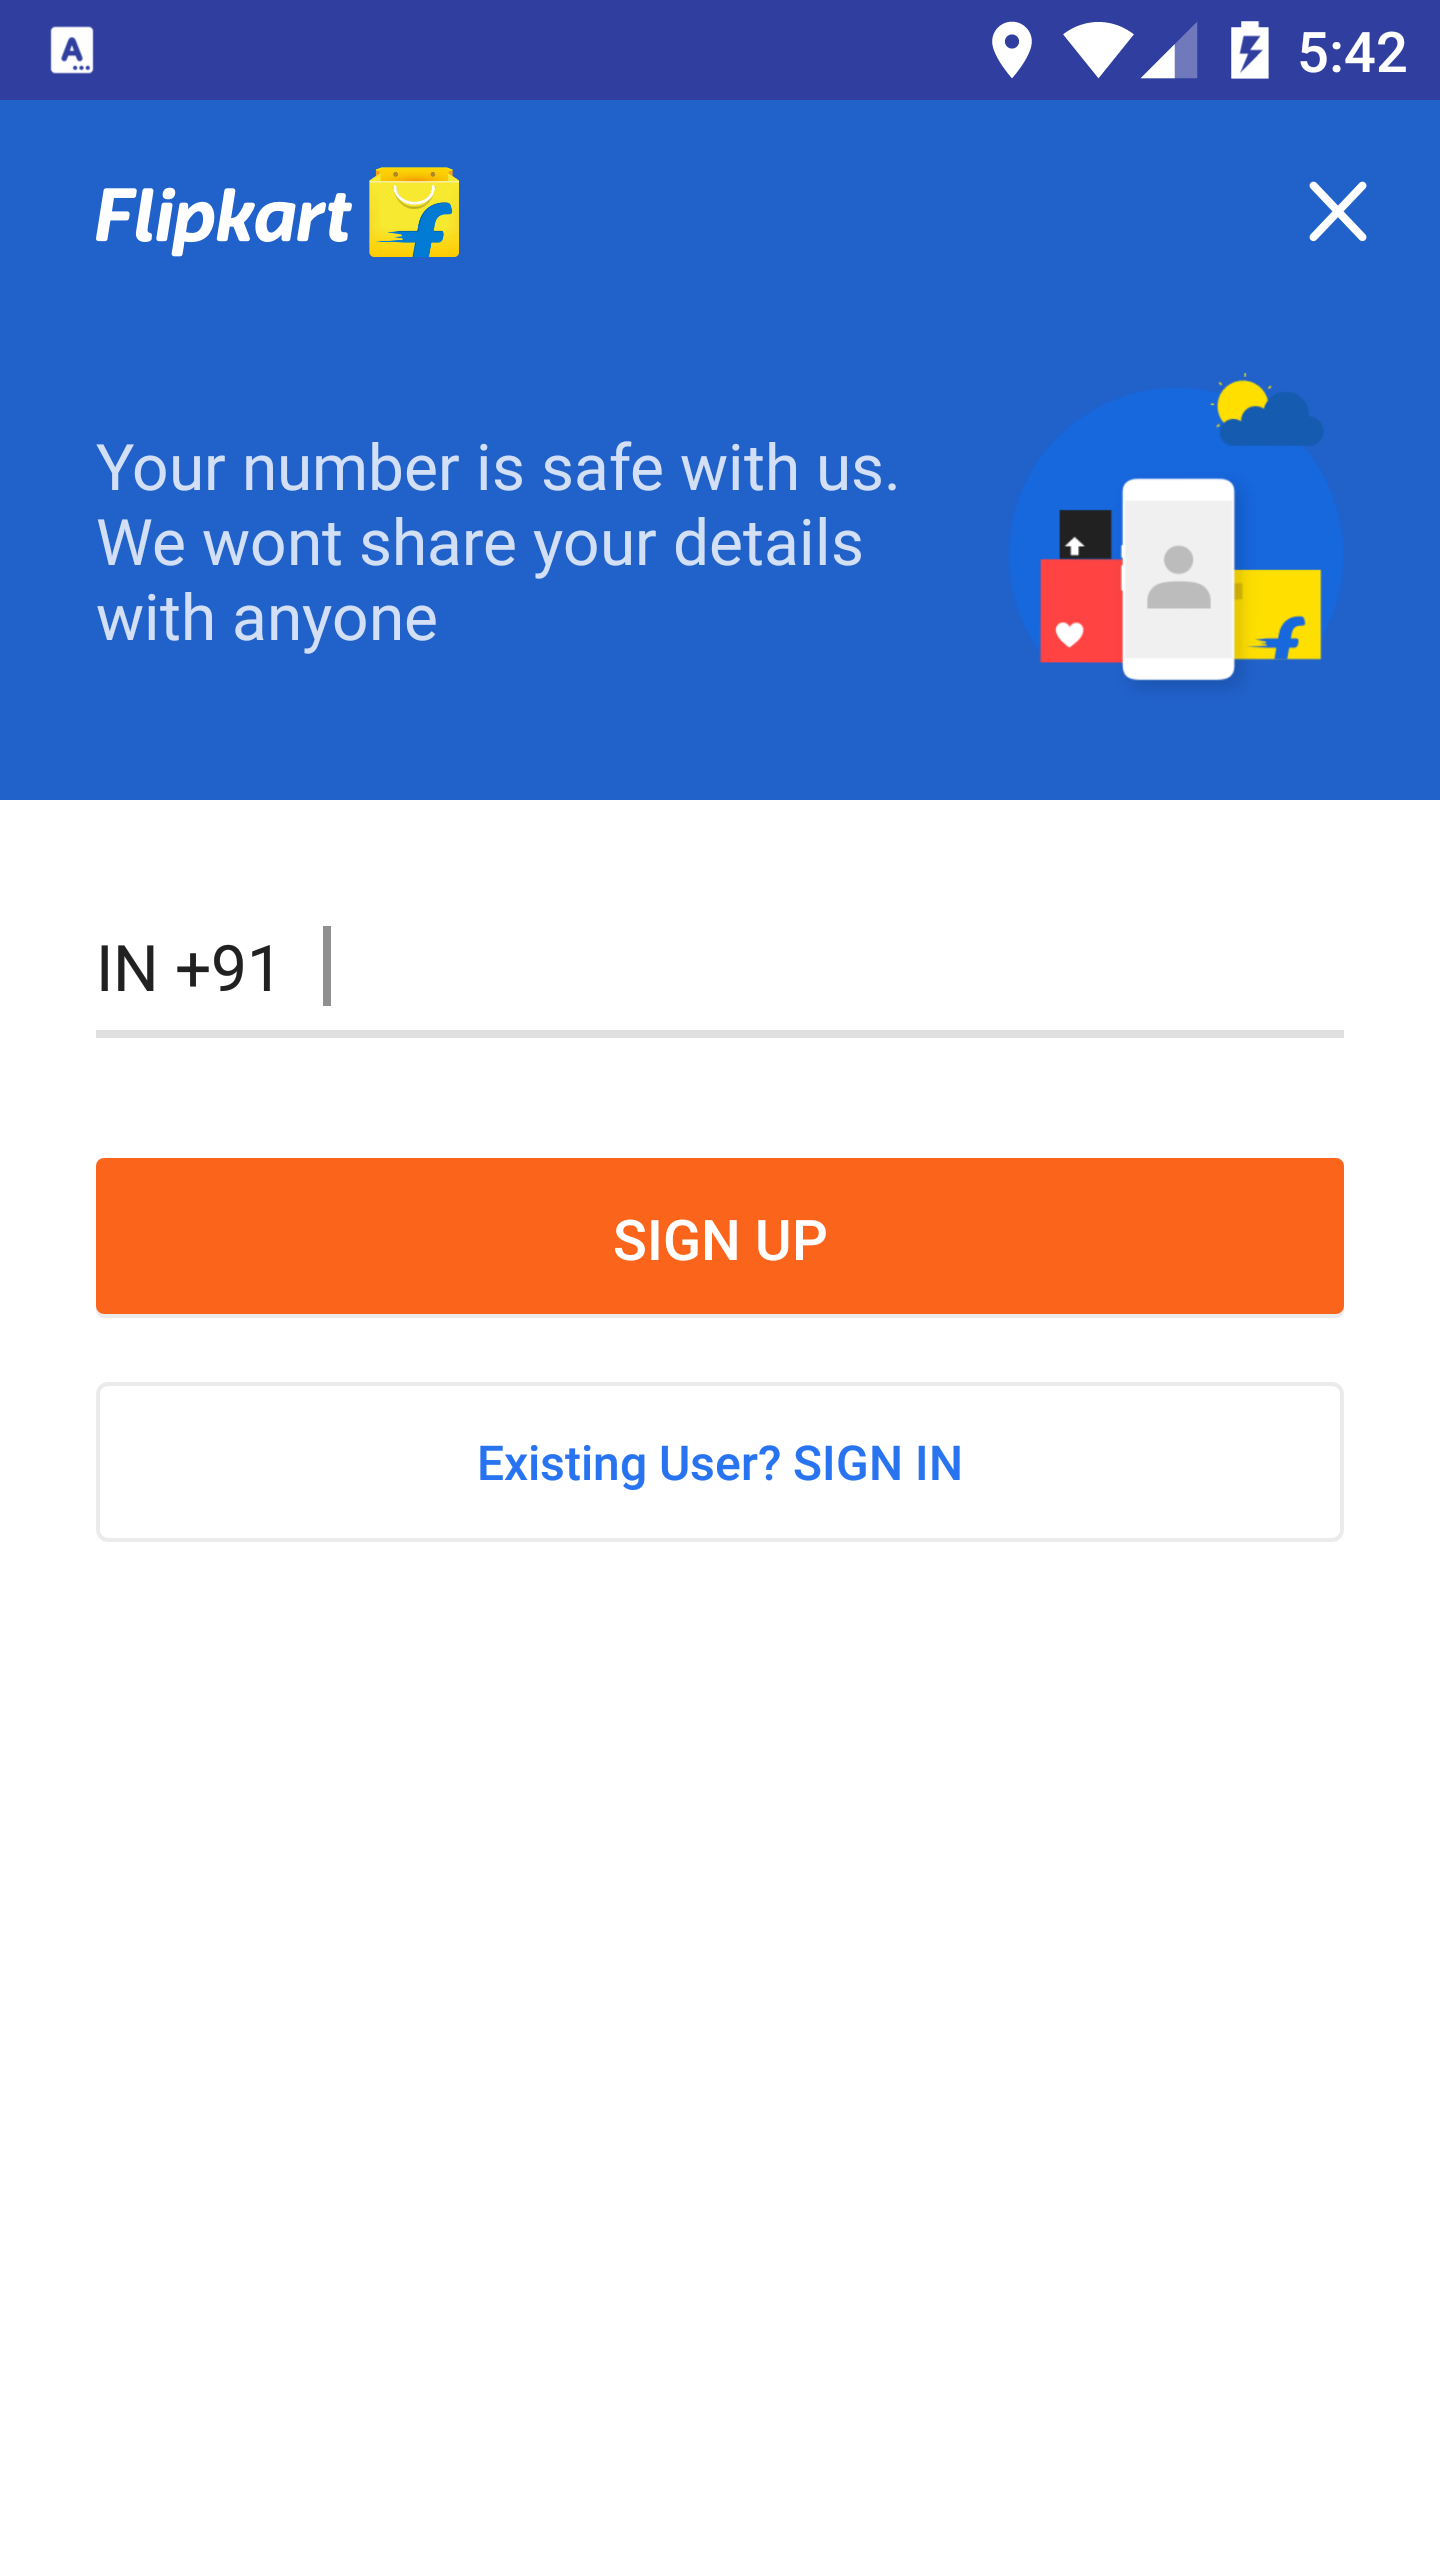 A
5:42
Flipkart
Your number is safe with us.
We wont share your details
with anyone
IN +91
SIGN UP
Existing User? SIGN IN